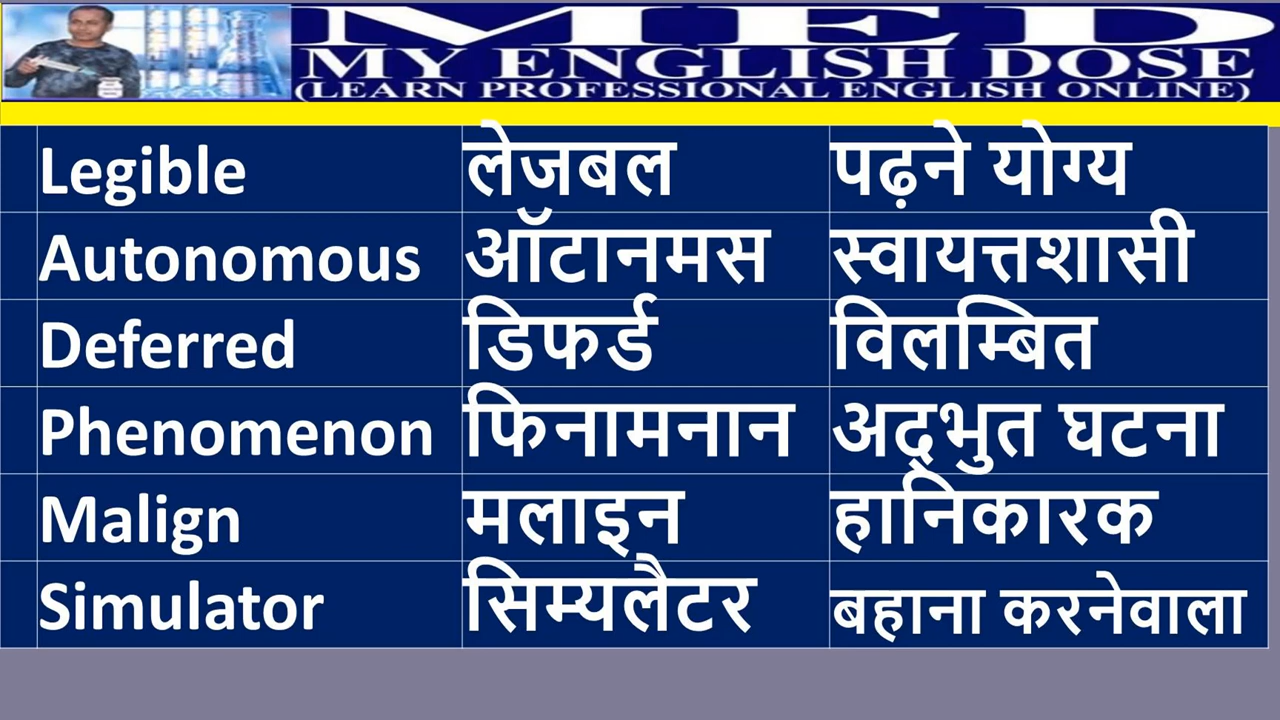 MED
MY ENGLISH DOSE
(LEARN PROFESSIONAL ENGLISH ONLINE)
Legible लेजबल पढ़ने योग्य
Autonomous ऑटानमस स्वायत्तशासी
Deferred डिफर्ड विलम्बित
Phenomenon फिनामनान अद्भुत घटना
Malign मलाइन हानिकारक
Simulator सिम्यलैटर बहाना करनेवाला